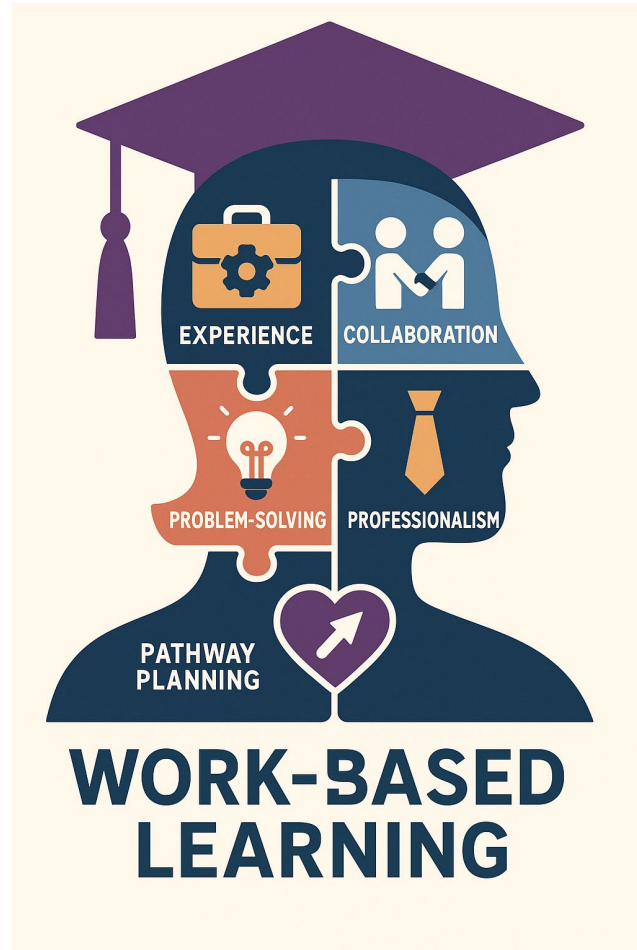 EXPERIENCE
COLLABORATION
PROBLEM-SOLVING
PROFESSIONALISM
PATHWAY
PLANNING
WORK-BASED
LEARNING